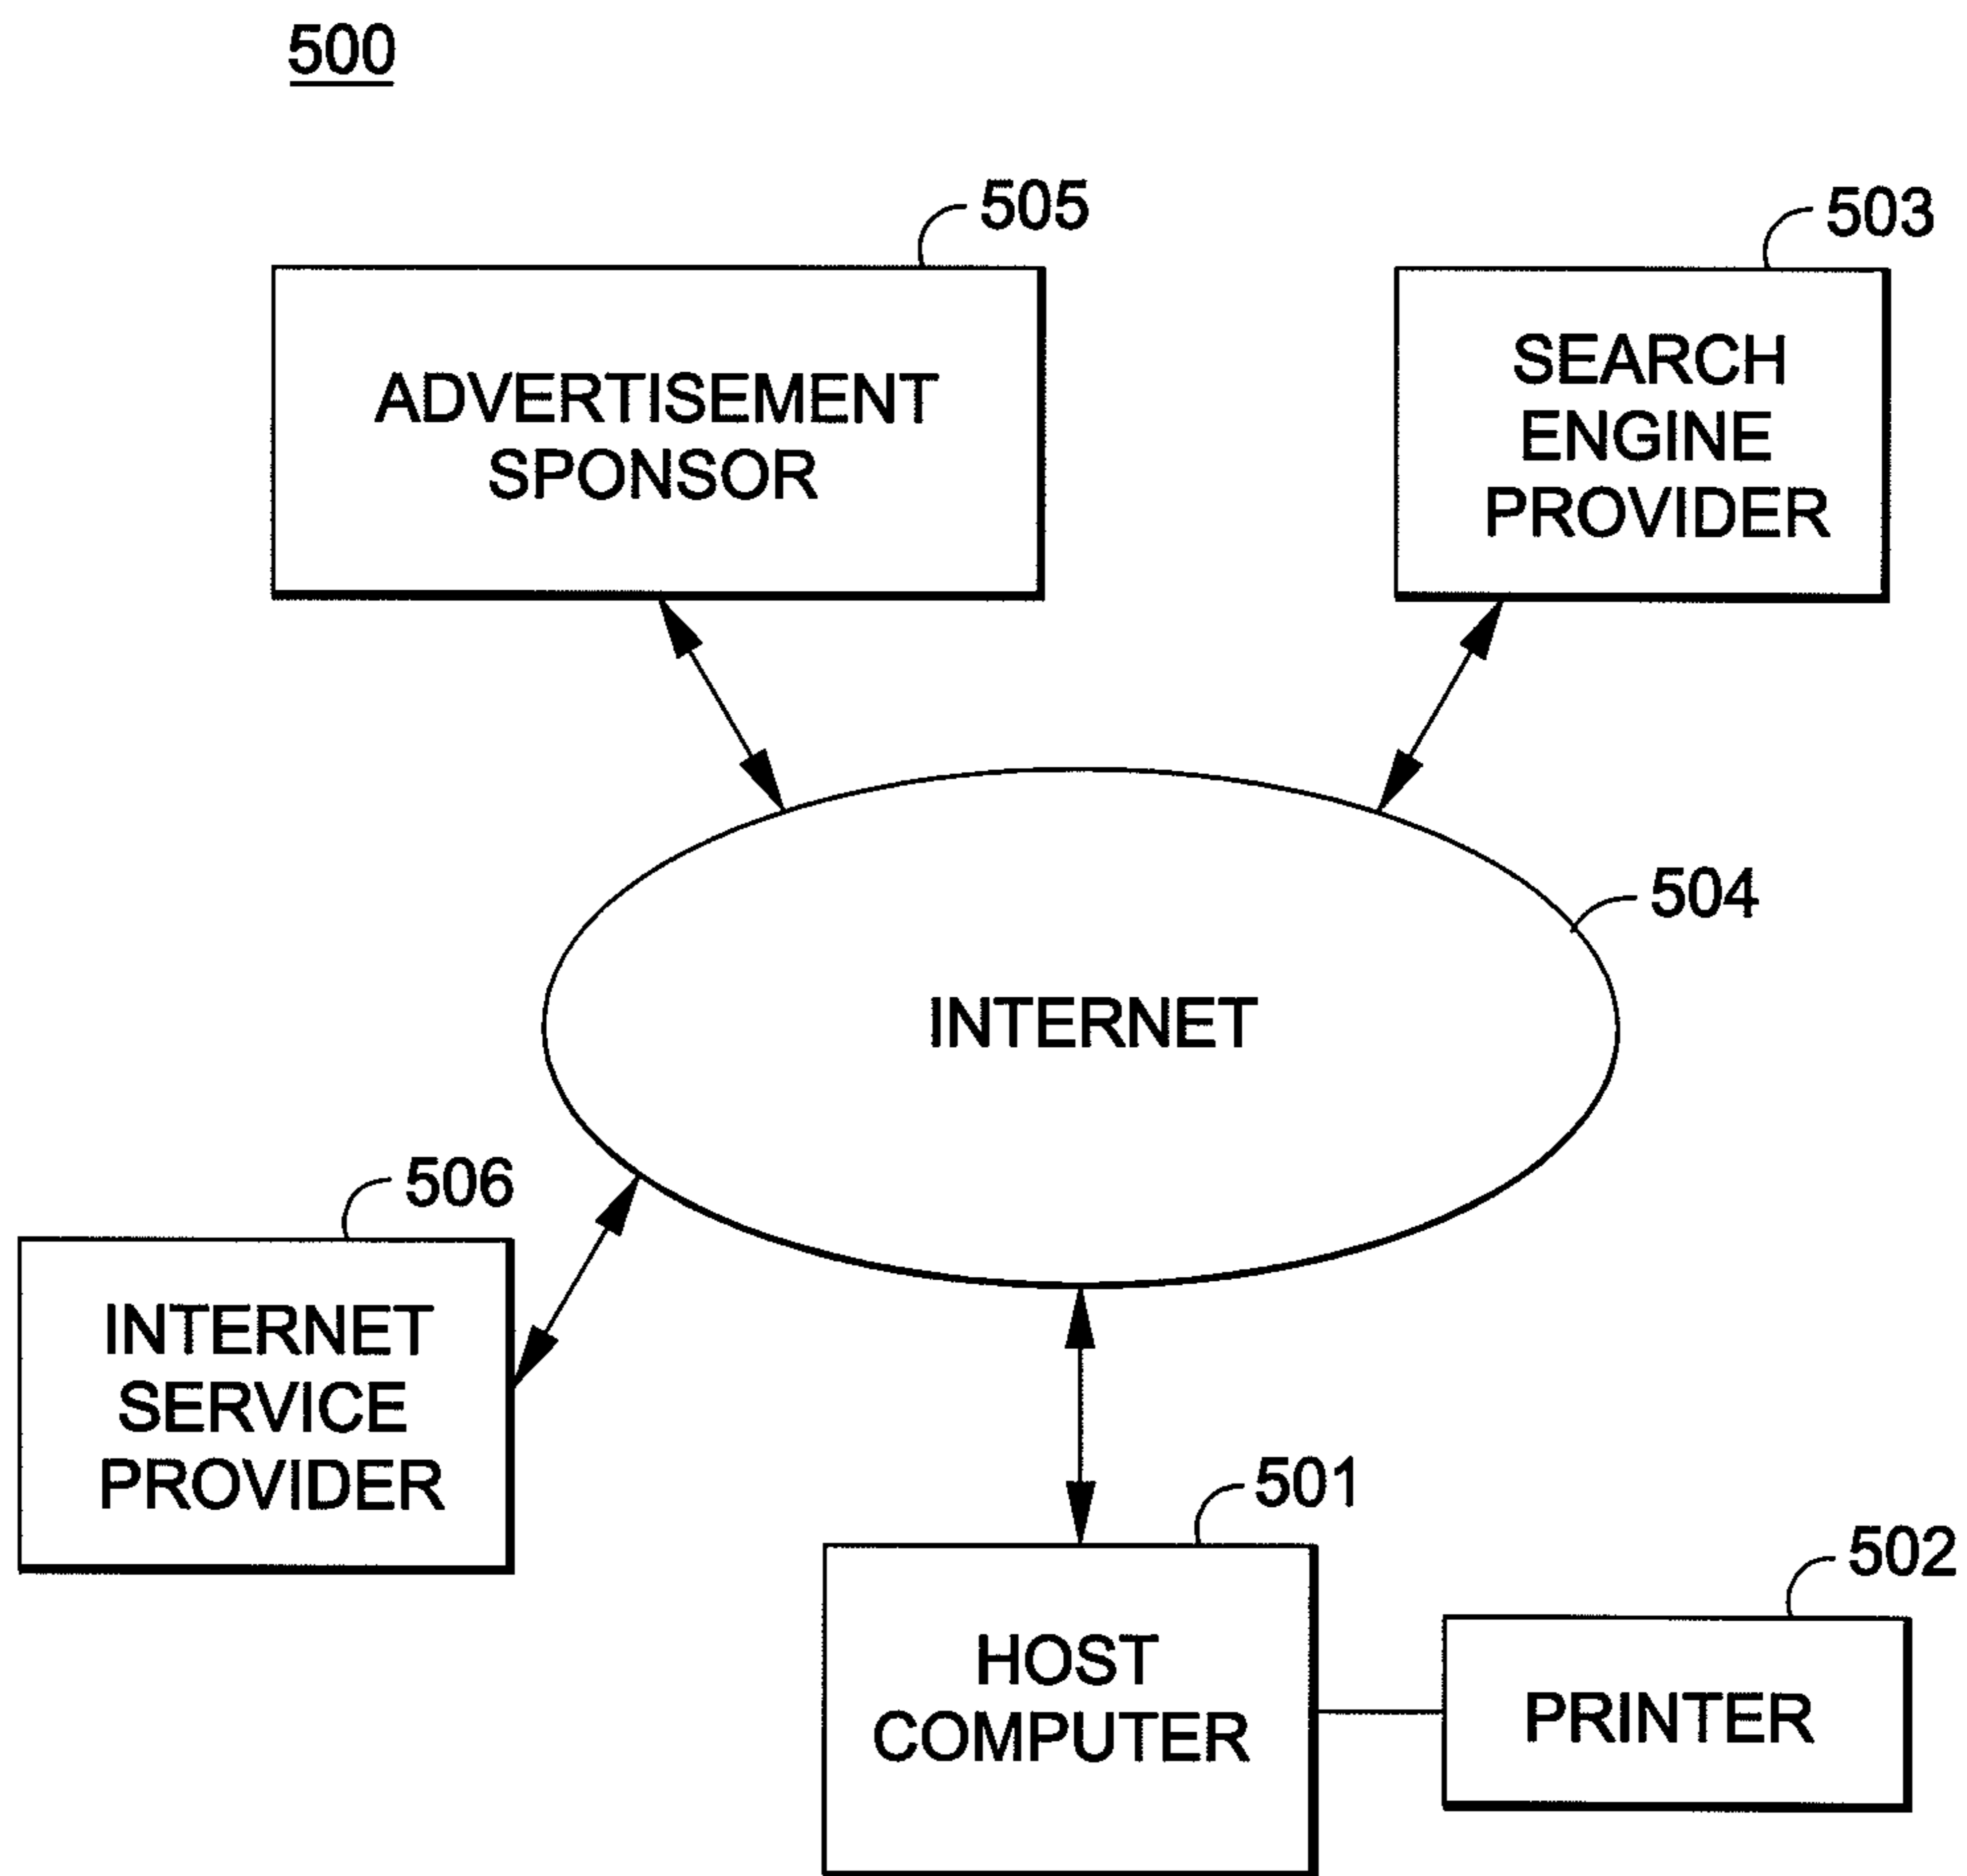 500
505
503
ADVERTISEMENT
SPONSOR
SEARCH
ENGINE
PROVIDER
504
INTERNET
506
INTERNET
SERVICE
PROVIDER
501
502
HOST
COMPUTER
PRINTER